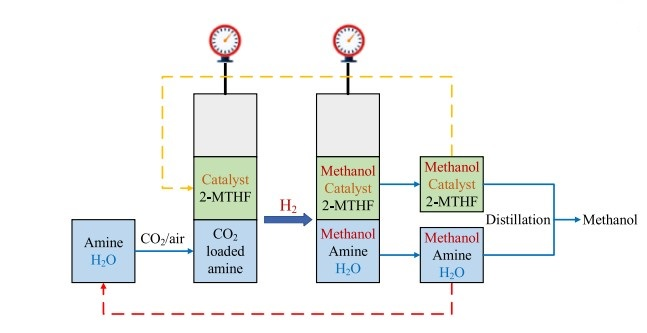 Amine
H₂O
CO₂/air
Catalyst
2-MTHF
CO₂
loaded
amine
H₂
Methanol
Catalyst
2-MTHF
Methanol
Amine
H₂O
Methanol
Catalyst
2-MTHF
Methanol
Amine
H₂O
Distillation
Methanol